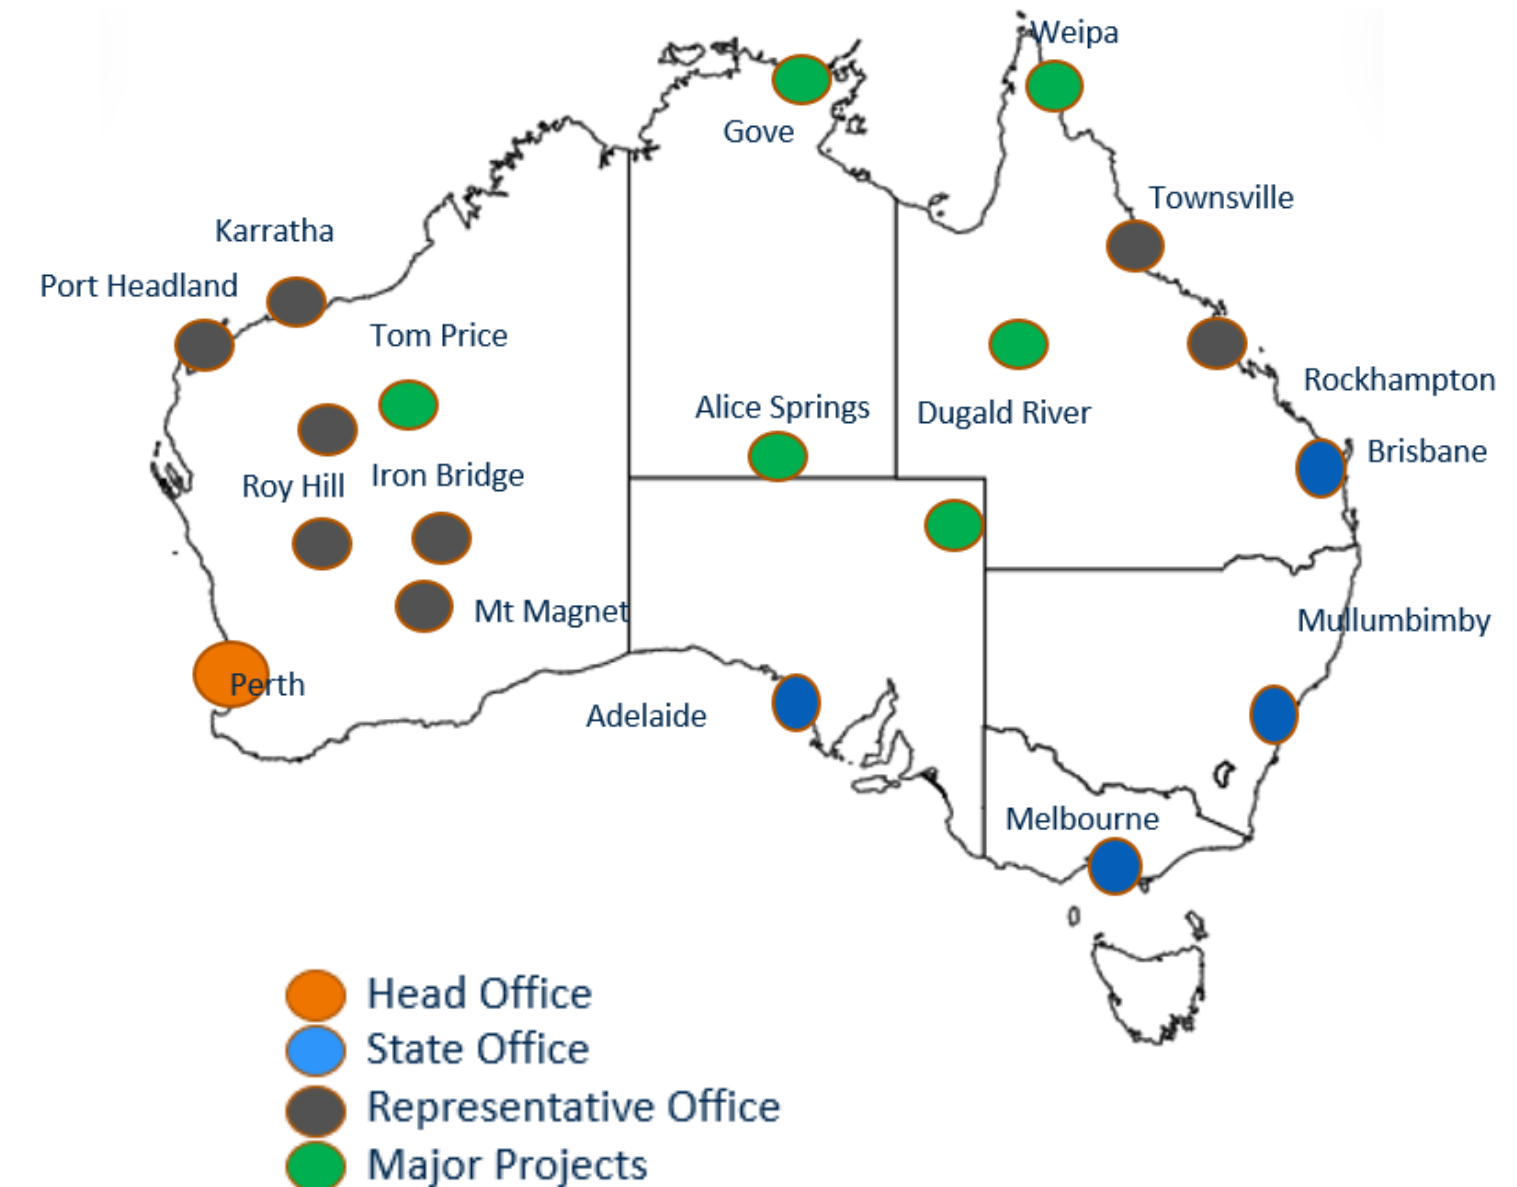 Weipa
Gove
Townsville
Karratha
Port Headland
Tom Price
Rockhampton
Alice Springs
Dugald River
Brisbane
Iron Bridge
Roy Hill
Mt Magnet
Mullumbimby
Perth
Adelaide
Melbourne
Head Office
State Office
Representative Office
Major Projects